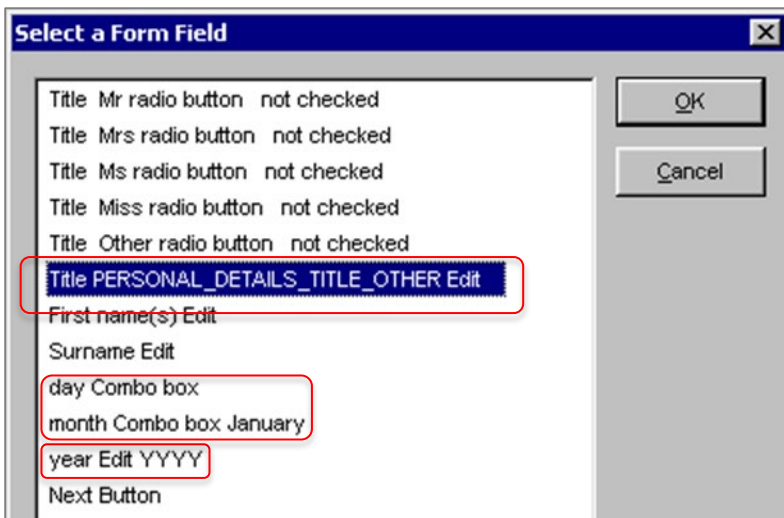 Select a Form Field
Title Mr radio button not checked
OK
Title Mrs radio button not checked
Title Ms radio button not checked
Cancel
Title Miss radio button not checked
Title Other radio button not checked
Title PERSONAL_DETAILS_TITLE_OTHER Edit
First name(s) Edit
Surname Edit
day Combo box
month Combo box January
year Edit YYYY
Next Button